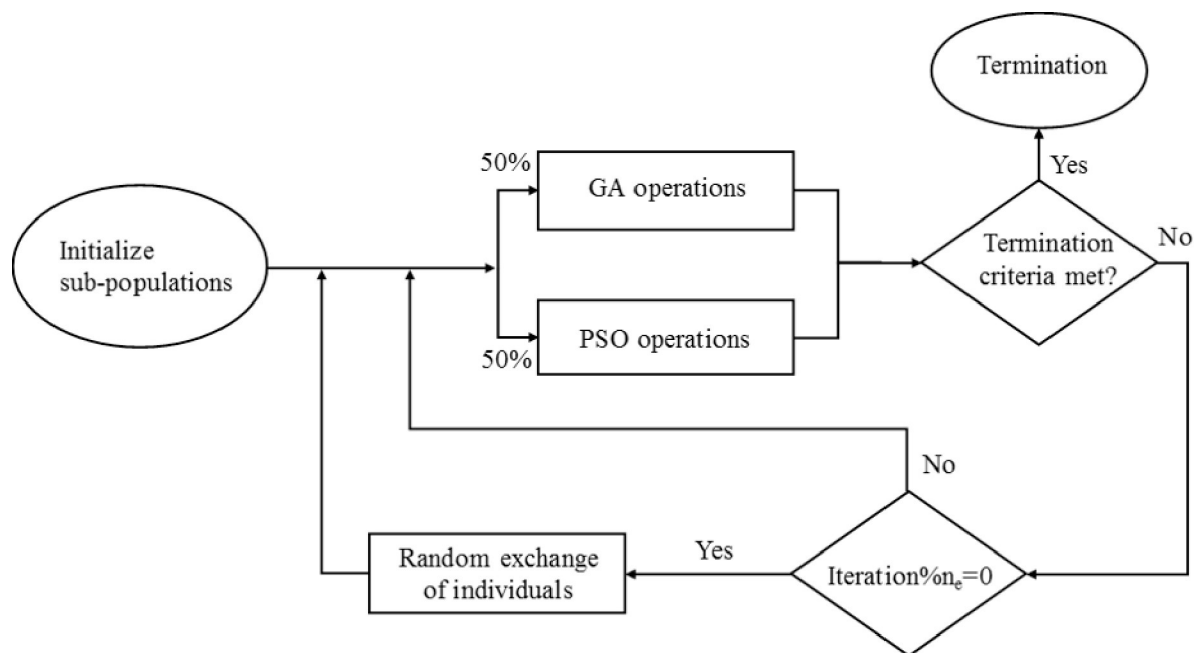 Termination
50%
GA operations
Yes
Initialize
sub-populations
Termination
criteria met?
No
PSO operations
50%
No
Yes
Random exchange
of individuals
Iteration%nₑ=0